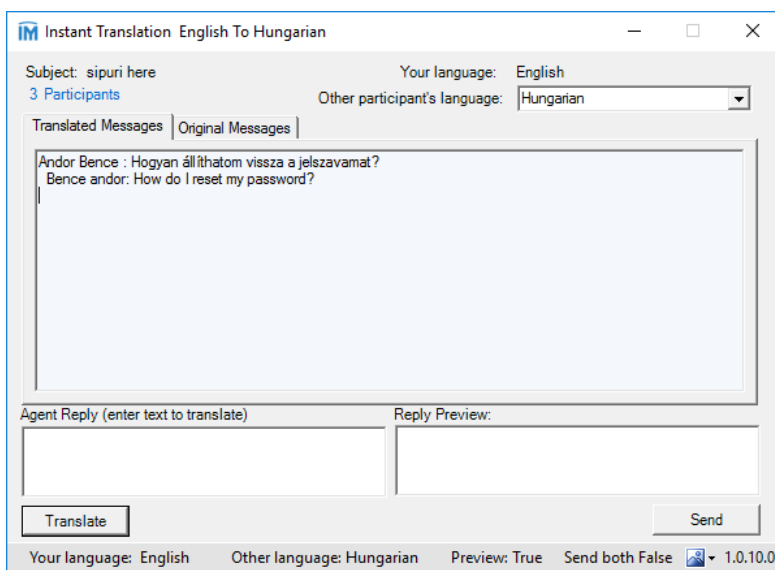 IM Instant Translation English To Hungarian
Subject: sipuri here
Your language: English
3 Participants
Other participant's language: Hungarian
Translated Messages Original Messages
Andor Bence : Hogyan állíthatom vissza a jelszavamat?
Bence andor: How do I reset my password?
Agent Reply (enter text to translate)
Reply Preview:
Translate
Send
Your language: English Other language: Hungarian Preview: True Send both False 1.0.10.0